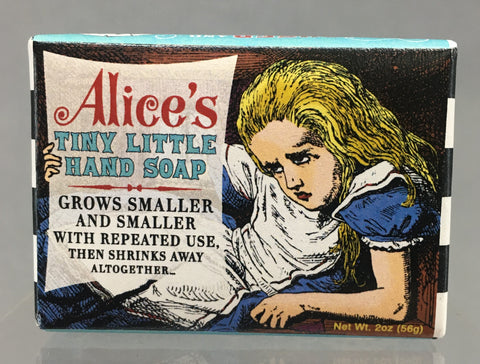 Alice's
TINY LITTLE
HAND SOAP
GROWS SMALLER
AND SMALLER
WITH REPEATED USE,
THEN SHRINKS AWAY
ALTOGETHER...
Net Wt. 2oz (56g)